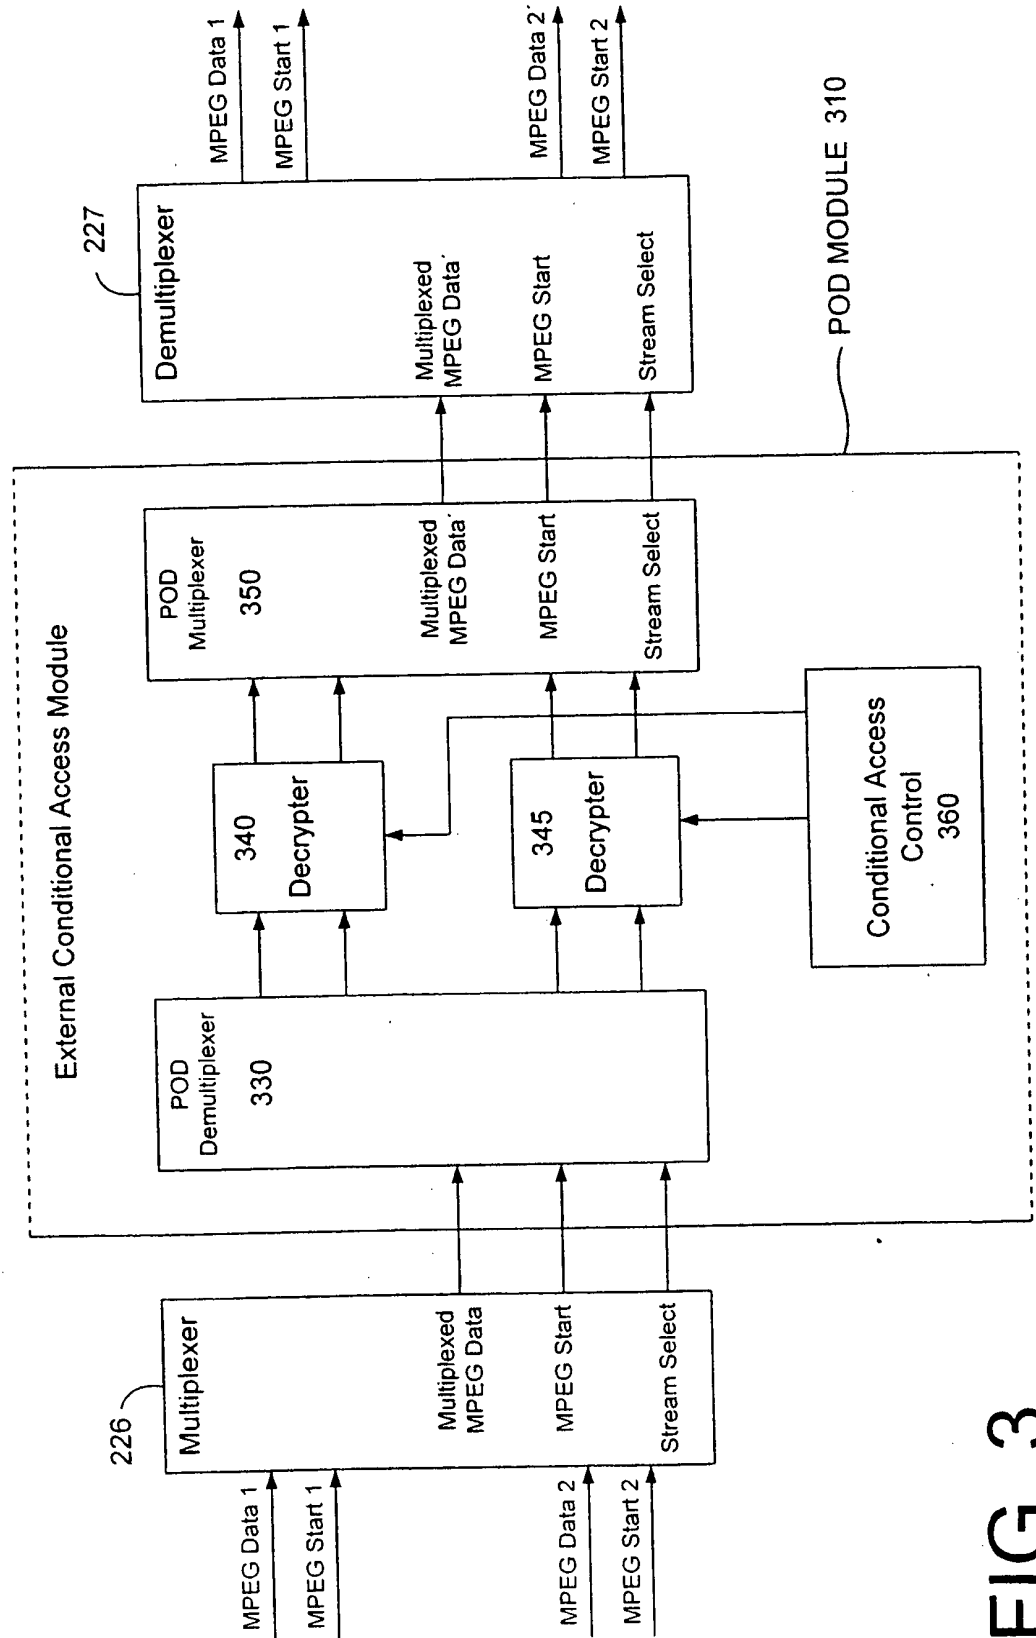 External Conditional Access Module
226
Multiplexer
MPEG Data 1
MPEG Start 1
MPEG Data 2
MPEG Start 2
Multiplexed
MPEG Data
MPEG Start
Stream Select
POD
Demultiplexer
330
340
Decrypter
345
Decrypter
Conditional Access
Control
360
POD
Multiplexer
350
Multiplexed
MPEG Data´
MPEG Start
Stream Select
POD MODULE 310
227
Demultiplexer
Multiplexed
MPEG Data´
MPEG Start
Stream Select
MPEG Data 1´
MPEG Start 1
MPEG Data 2´
MPEG Start 2
FIG 3